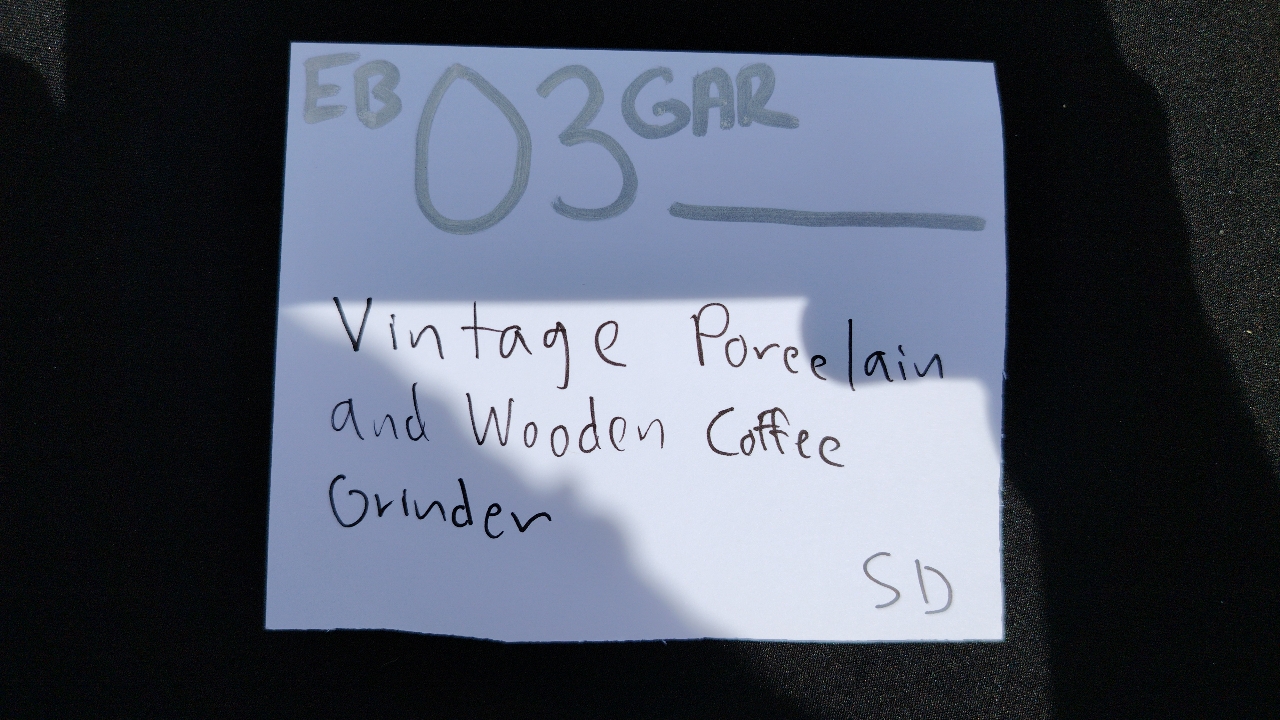 EB 03 GAR
Vintage Porcelain
and Wooden Coffee
Grinder
SD